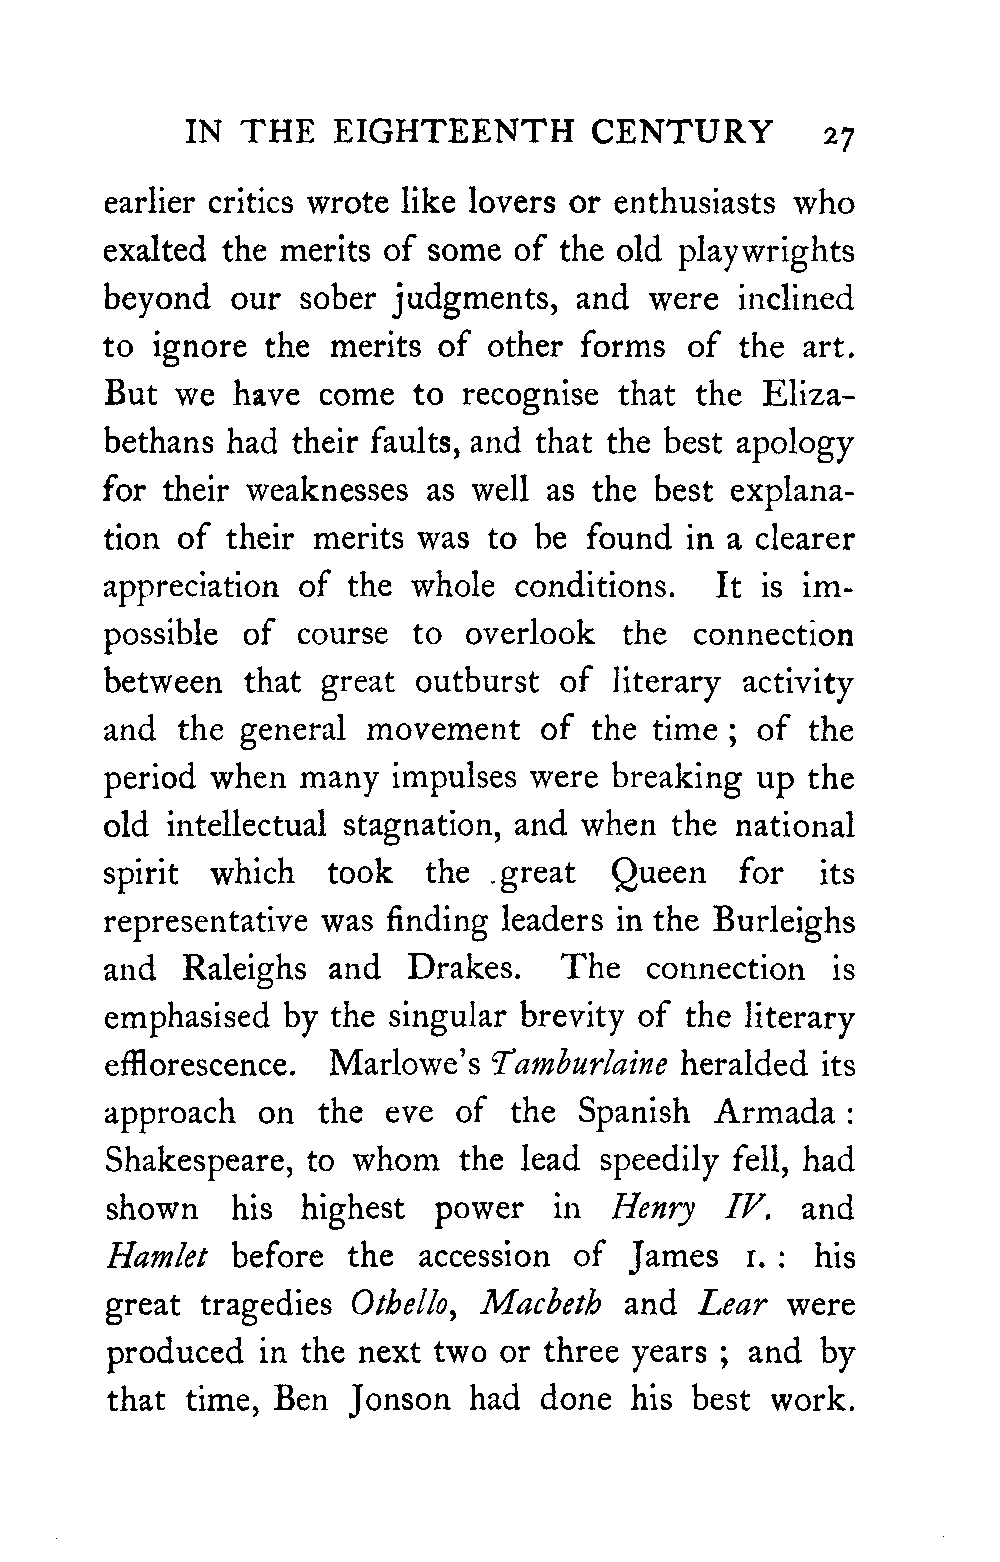 IN THE EIGHTEENTH CENTURY 27
earlier critics wrote like lovers or enthusiasts who
exalted the merits of some of the old playwrights
beyond our sober judgments, and were inclined
to ignore the merits of other forms of the art.
But we have come to recognise that the Eliza-
bethans had their faults, and that the best apology
for their weaknesses as well as the best explana-
tion of their merits was to be found in a clearer
appreciation of the whole conditions. It is im-
possible of course to overlook the connection
between that great outburst of literary activity
and the general movement of the time ; of the
period when many impulses were breaking up the
old intellectual stagnation, and when the national
spirit which took the .great Queen for its
representative was finding leaders in the Burleighs
and Raleighs and Drakes. The connection is
emphasised by the singular brevity of the literary
efflorescence. Marlowe's Tamburlaine heralded its
approach on the eve of the Spanish Armada :
Shakespeare, to whom the lead speedily fell, had
shown his highest power in Henry IV. and
Hamlet before the accession of James I. : his
great tragedies Othello, Macbeth and Lear were
produced in the next two or three years ; and by
that time, Ben Jonson had done his best work.